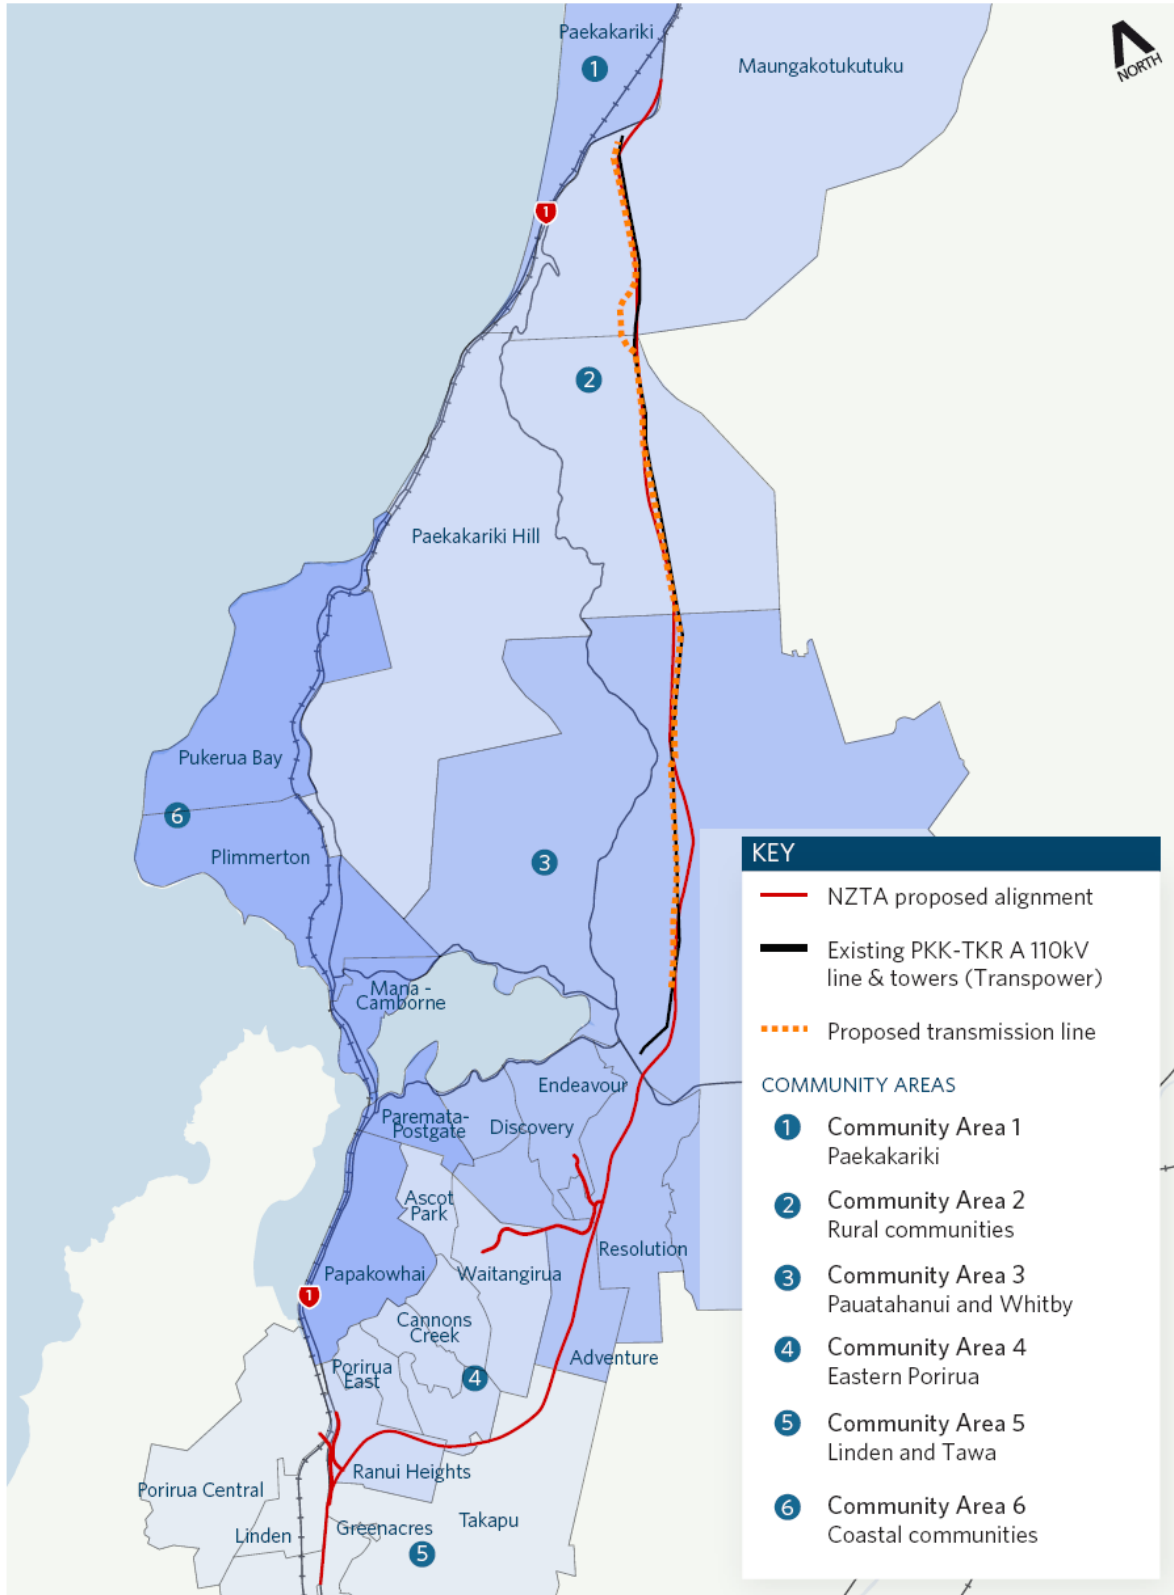 Paekakariki
1
Maungakotukutuku
NORTH
1
2
Paekakariki Hill
Pukerua Bay
6
Plimmerton
3
Mana -
Camborne
Endeavour
Paremata-
Postgate
Discovery
Ascot
Park
Resolution
Papakowhai
Waitangirua
1
Cannons
Creek
Adventure
Porirua
East
4
Ranui Heights
Porirua Central
Takapu
Greenacres
Linden
5
KEY
NZTA proposed alignment
Existing PKK-TKR A 110kV
line & towers (Transpower)
Proposed transmission line
COMMUNITY AREAS
1 Community Area 1
Paekakariki
2 Community Area 2
Rural communities
3 Community Area 3
Pauatahanui and Whitby
4 Community Area 4
Eastern Porirua
5 Community Area 5
Linden and Tawa
6 Community Area 6
Coastal communities